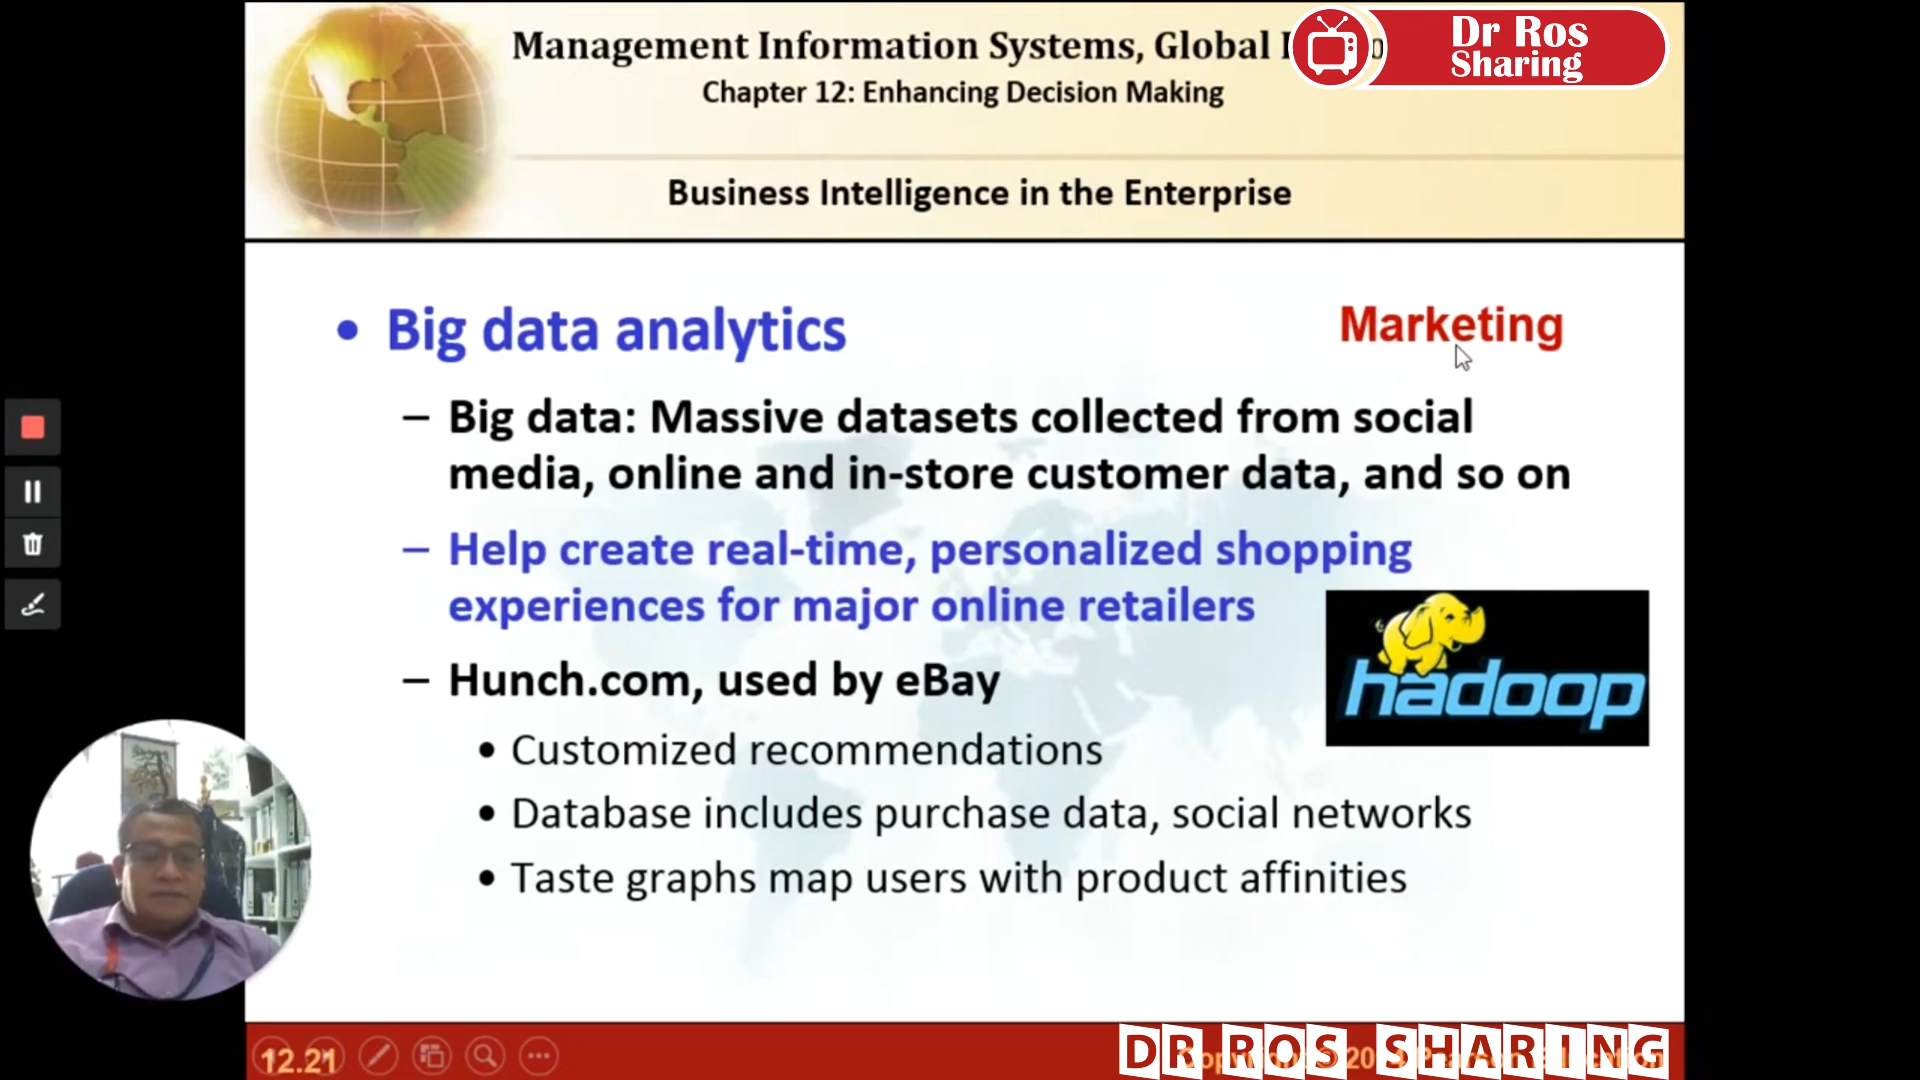 Management Information Systems, Global
Chapter 12: Enhancing Decision Making
Dr Ros
Sharing
Business Intelligence in the Enterprise
• Big data analytics
Marketing
– Big data: Massive datasets collected from social
media, online and in-store customer data, and so on
– Help create real-time, personalized shopping
experiences for major online retailers
hadoop
– Hunch.com, used by eBay
• Customized recommendations
• Database includes purchase data, social networks
• Taste graphs map users with product affinities
12.21
DR ROS SHARING